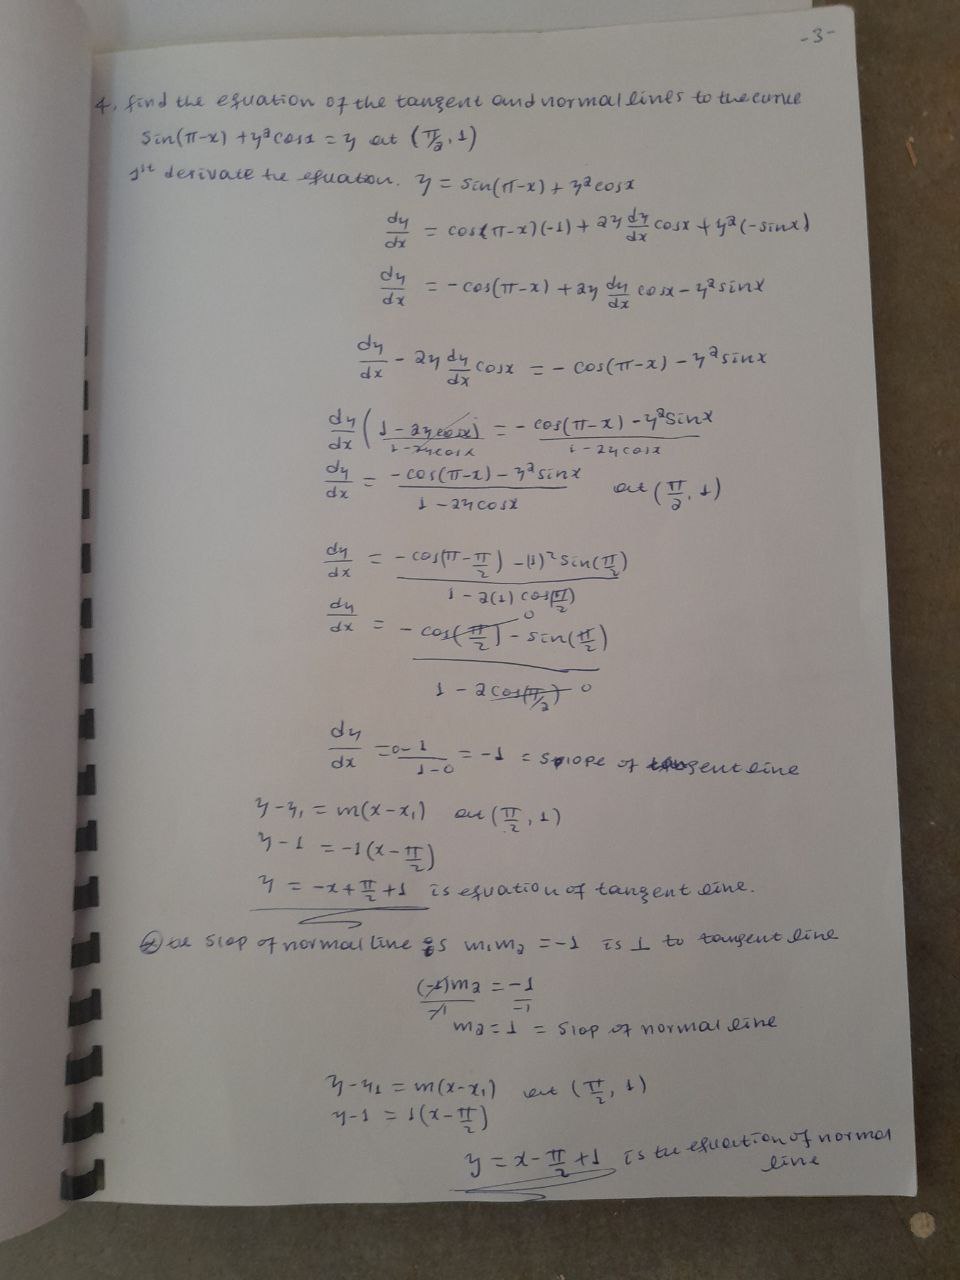 -3-
4, find the equation of the tangent and normal lines to the curve
sin(π-x) + y²cosx = y at (π/2, 1)
1st derivate the equation. y = sin(π-x) + y²cosx
dy/dx = cos(π-x)(-1) + 2y dy/dx cosx + y²(-sinx)
dy/dx = -cos(π-x) + 2y dy/dx cosx - y²sinx
dy/dx - 2y dy/dx cosx = - cos(π-x) - y²sinx
dy/dx (1-2ycosx)/1-2ycosx = - cos(π-x) - y²sinx/1-2ycosx
dy/dx = -cos(π-x) - y²sinx/1-2ycosx at (π/2, 1)
dy/dx = -cos(π-π/2) - (1)²sin(π/2)/1-2(1)cos(π/2)
dy/dx = -cos(π/2) 0 - sin(π/2)/1-2cos(π/2) 0
dy/dx = 0-1/1-0 = -1 = slope of tangent line
y-y₁ = m(x-x₁) at (π/2, 1)
y-1 = -1(x-π/2)
y = -x+π/2+1 is equation of tangent line.
the slop of normal line is m₁m₂ = -1 is ⊥ to tangent line
(-1)m₂/-1 = -1/-1
m₂ = 1 = slop of normal line
y-y₁ = m(x-x₁) at (π/2, 1)
y-1 = 1(x-π/2)
y = x-π/2+1 is the equation of normal
line